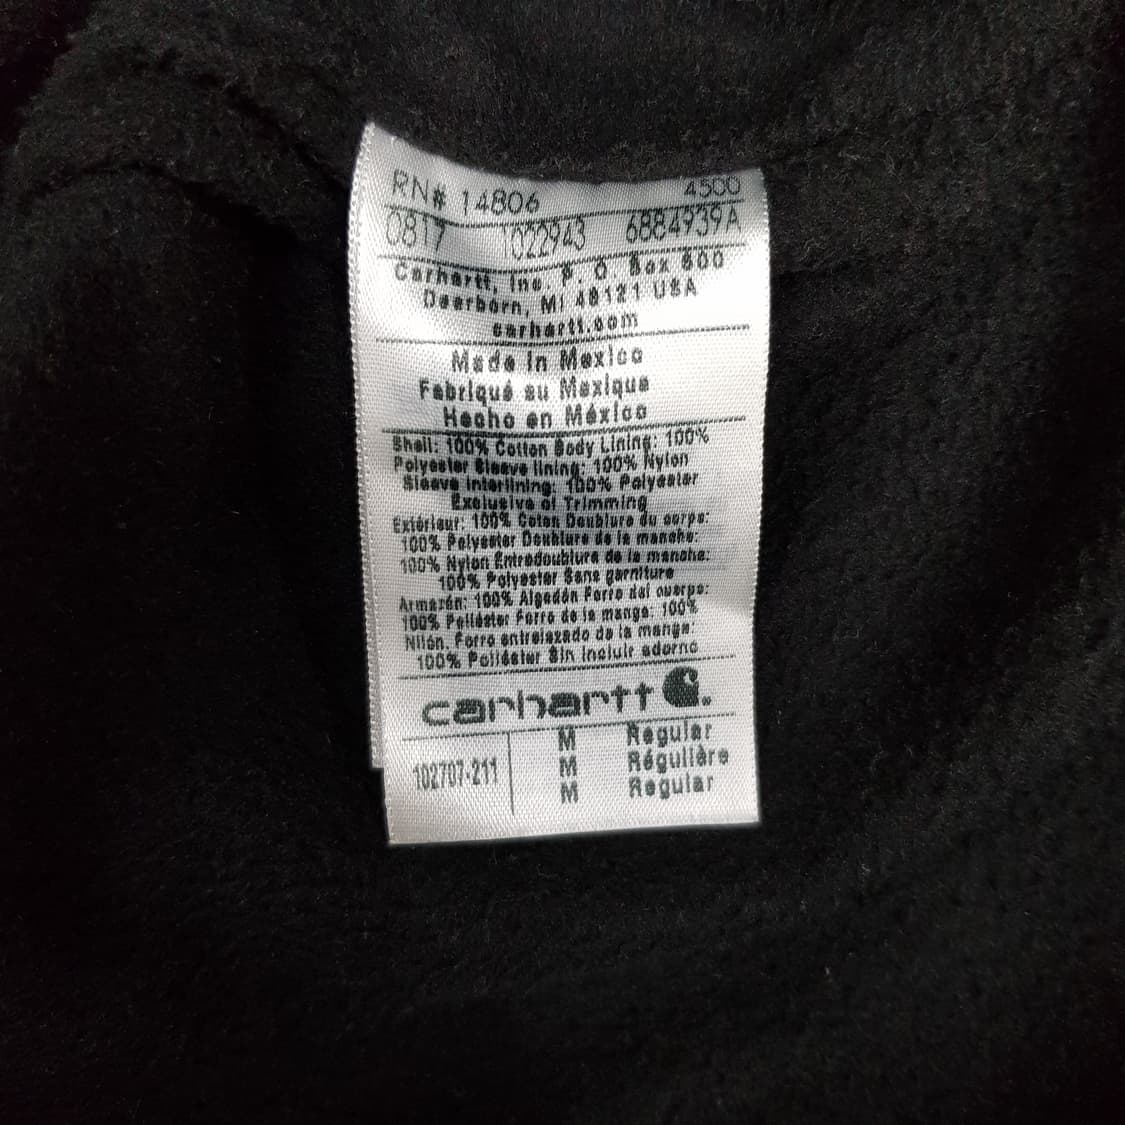 RN# 14806 4500
0817 1022943 6884939A
Carhartt, Inc. P. O. Box 600
Dearborn, MI 48121 USA
carhartt.com
Made in Mexico
Fabriqué au Mexique
Hecho en México
Shell: 100% Cotton Body Lining: 100%
Polyester Sleeve lining: 100% Nylon
Sleeve interlining: 100% Polyester
Exclusive of Trimming
Extérieur: 100% Coton Doublure du corps:
100% Polyester Doublure de la manche:
100% Nylon Entredoublure de la manche:
100% Polyester Sans garniture
Armazón: 100% Algodón Forro del cuerpo:
100% Poliéster Forro de la manga: 100%
Nilón. Forro entrelazado de la manga:
100% Poliéster Sin incluir adorno
carhartt
102707-211 M Regular
M Régulière
M Regular